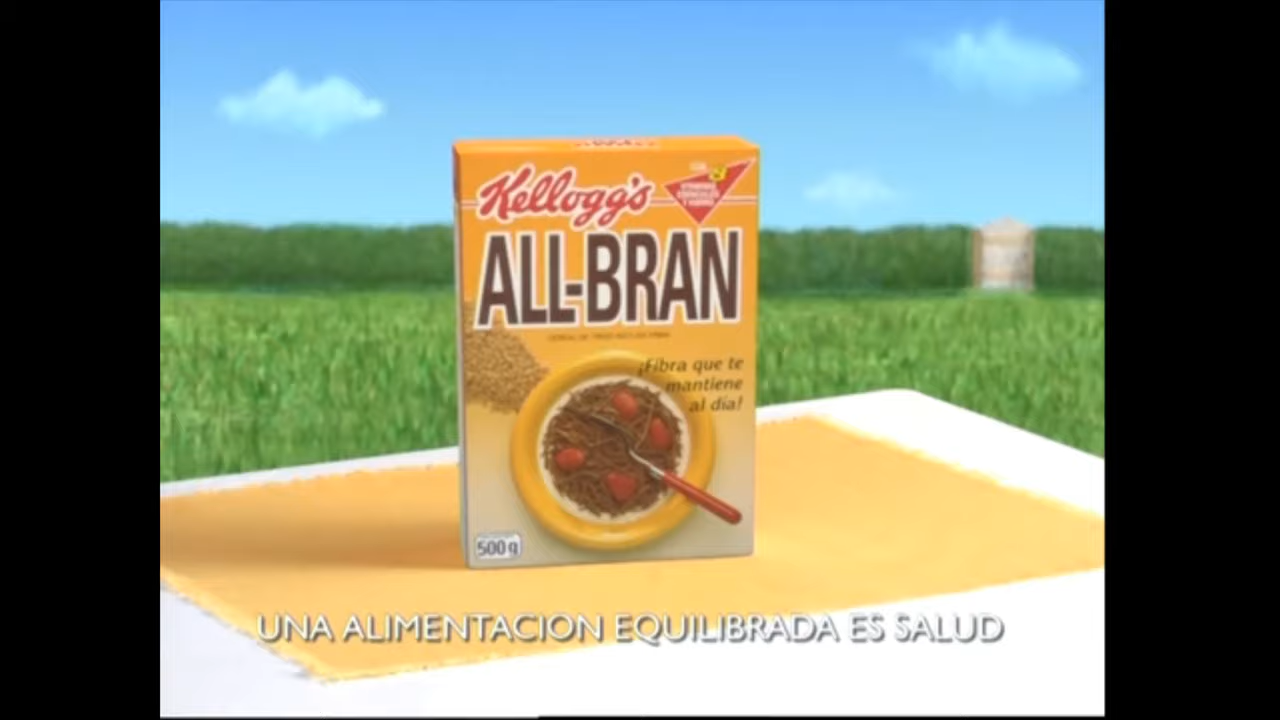 Kellogg's
ALL-BRAN
¡Fibra que te
mantiene
al día!
500g
UNA ALIMENTACION EQUILIBRADA ES SALUD